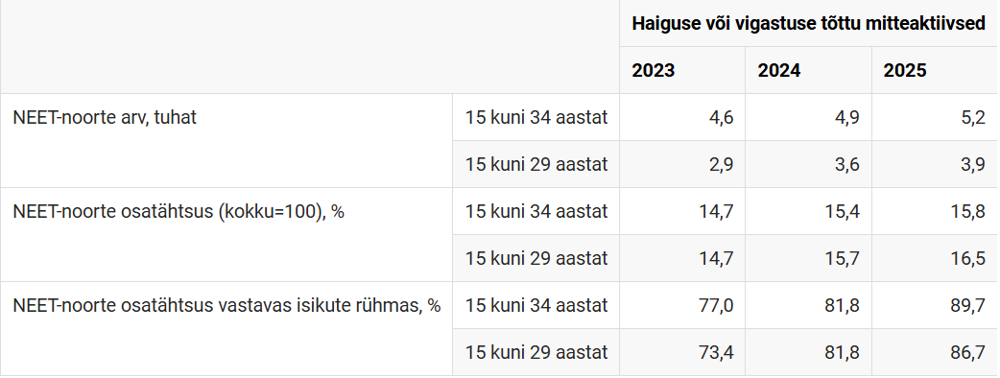 Haiguse või vigastuse tõttu mitteaktiivsed
2023 2024 2025
NEET-noorte arv, tuhat 15 kuni 34 aastat 4,6 4,9 5,2
15 kuni 29 aastat 2,9 3,6 3,9
NEET-noorte osatähtsus (kokku=100), % 15 kuni 34 aastat 14,7 15,4 15,8
15 kuni 29 aastat 14,7 15,7 16,5
NEET-noorte osatähtsus vastavas isikute rühmas, % 15 kuni 34 aastat 77,0 81,8 89,7
15 kuni 29 aastat 73,4 81,8 86,7